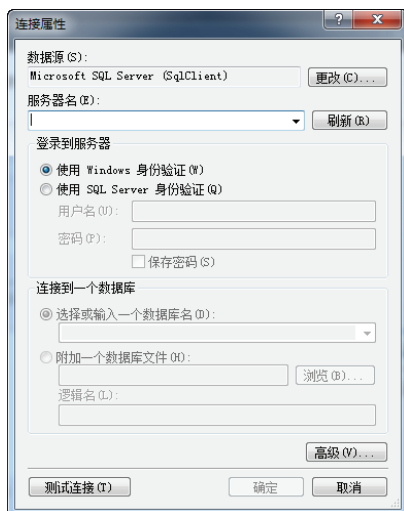 连接属性
数据源(S):
Microsoft SQL Server (SqlClient)
更改(C)...
服务器名(E):
刷新(R)
登录到服务器
使用 Windows 身份验证(W)
使用 SQL Server 身份验证(Q)
用户名(U):
密码(P):
保存密码(S)
连接到一个数据库
选择或输入一个数据库名(D):
附加一个数据库文件(H):
浏览(B)...
逻辑名(L):
高级(V)...
测试连接(T)
确定
取消